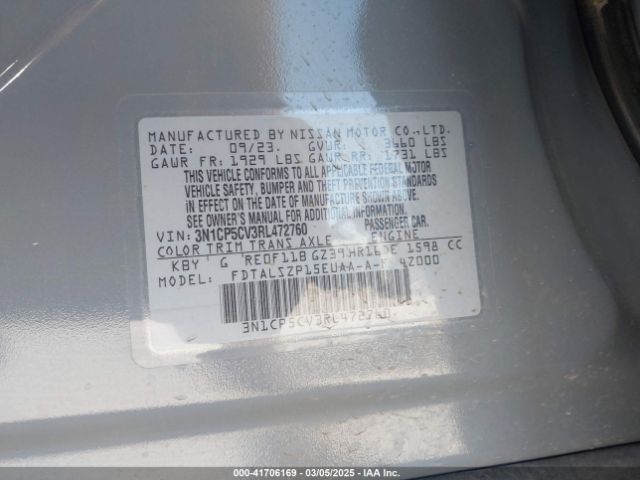 MANUFACTURED BY NISSAN MOTOR CO.,LTD.
DATE: 09/23. GVWR: 3660 LBS
GAWR FR: 1929 LBS GAWR RR: 1731 LBS
THIS VEHICLE CONFORMS TO ALL APPLICABLE FEDERAL MOTOR
VEHICLE SAFETY, BUMPER AND THEFT PREVENTION STANDARDS
IN EFFECT ON THE DATE OF MANUFACTURE SHOWN ABOVE.
SEE OWNER'S MANUAL FOR MORE INFORMATION.
VIN: 3N1CP5CV3RL472760 PASSENGER CAR.
COLOR TRIM TRANS AXLE ENGINE
KBY G RE0F11B GZ39 HR16DE 1598 CC
MODEL: FDTALSZP15EUAA-A- 42000
3N1CP5CV3RL472760
000-41706169 - 03/05/2025 - IAA Inc.